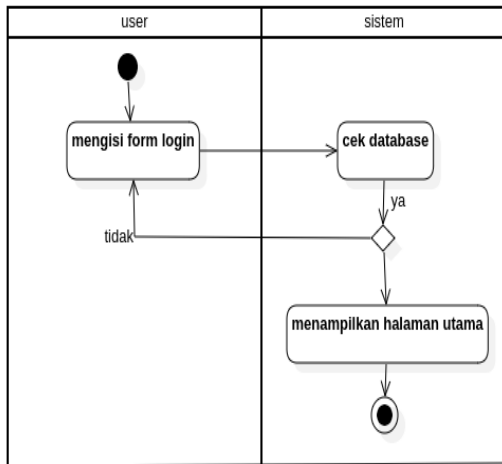 user
sistem
mengisi form login
cek database
ya
tidak
menampilkan halaman utama